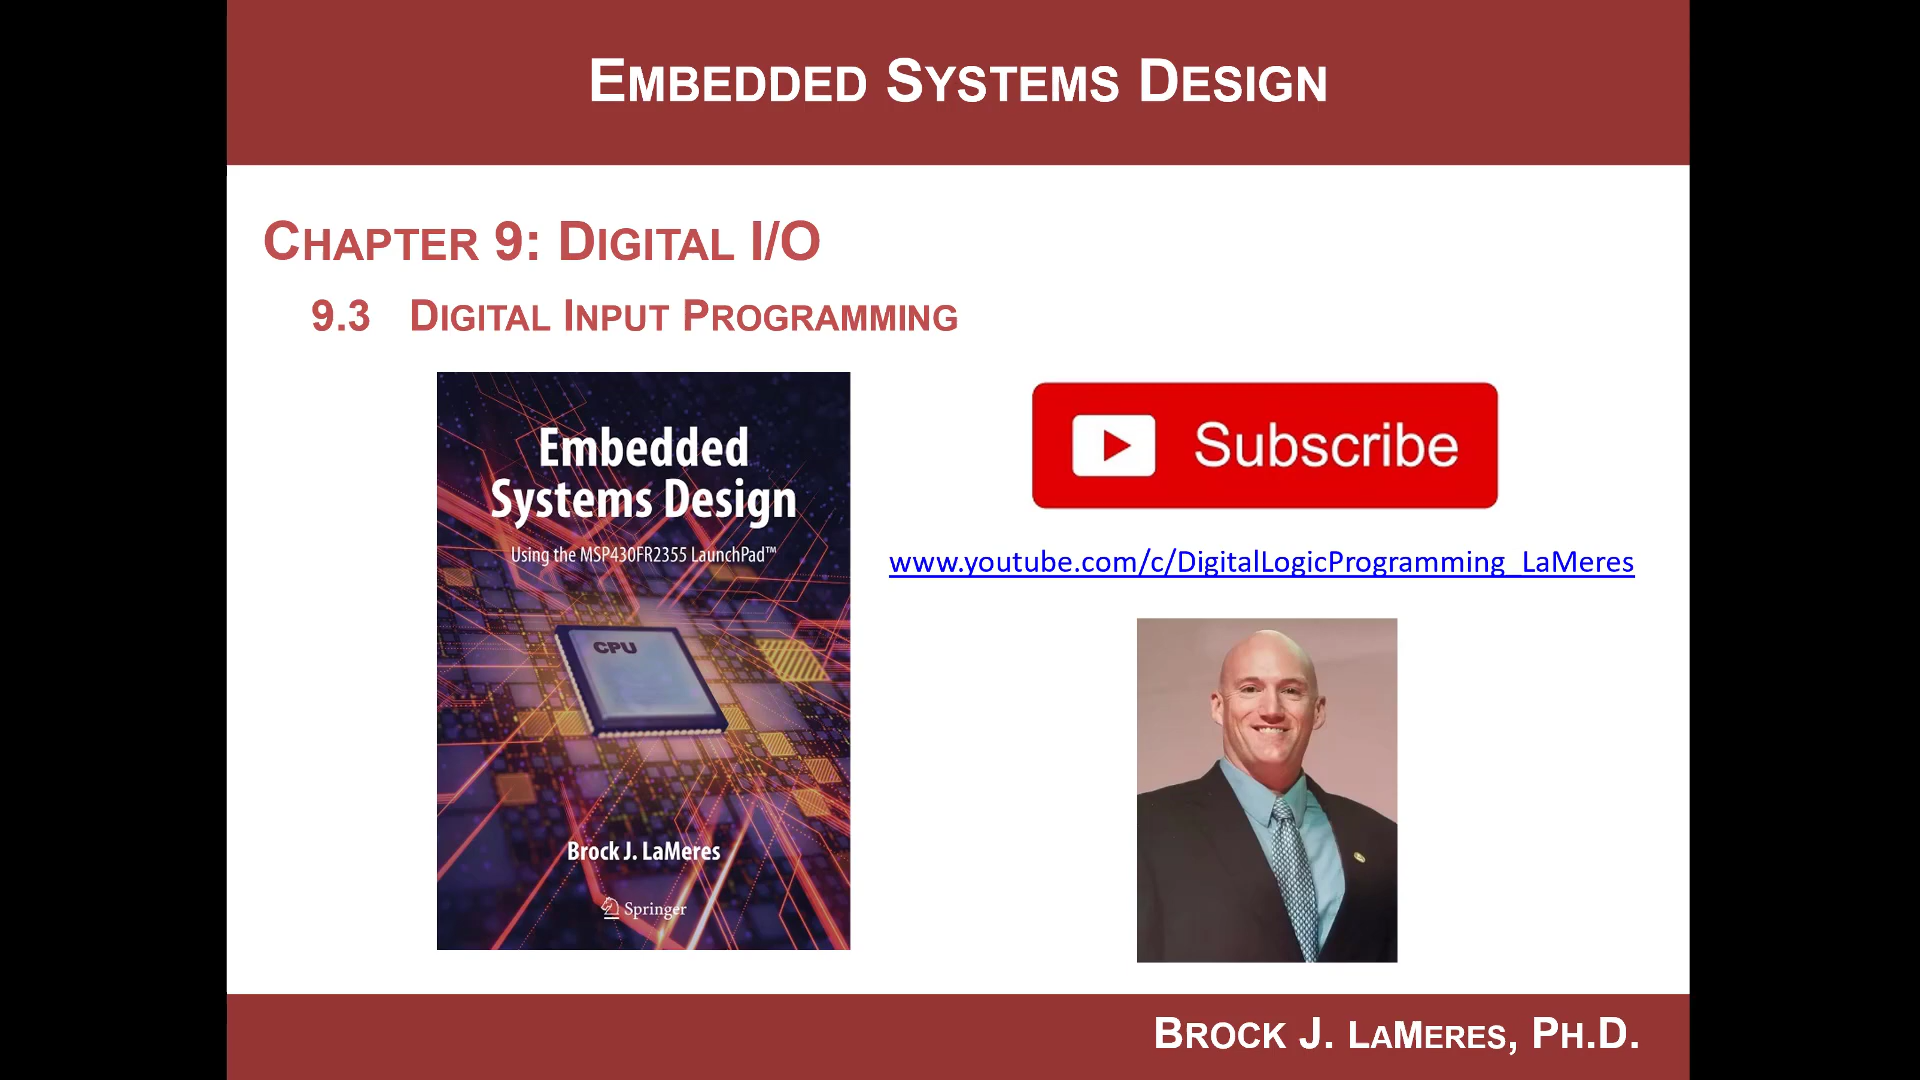 EMBEDDED SYSTEMS DESIGN
CHAPTER 9: DIGITAL I/O
9.3 DIGITAL INPUT PROGRAMMING
Embedded
Systems Design
Using the MSP430FR2355 LaunchPad™
CPU
Brock J. LaMeres
Springer
Subscribe
www.youtube.com/c/DigitalLogicProgramming_LaMeres
BROCK J. LAMERES, PH.D.